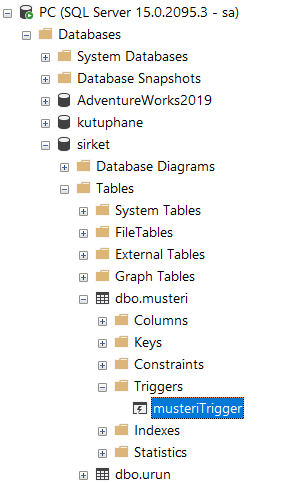 PC (SQL Server 15.0.2095.3 - sa)
Databases
System Databases
Database Snapshots
AdventureWorks2019
kutuphane
sirket
Database Diagrams
Tables
System Tables
FileTables
External Tables
Graph Tables
dbo.musteri
Columns
Keys
Constraints
Triggers
musteriTrigger
Indexes
Statistics
dbo.urun